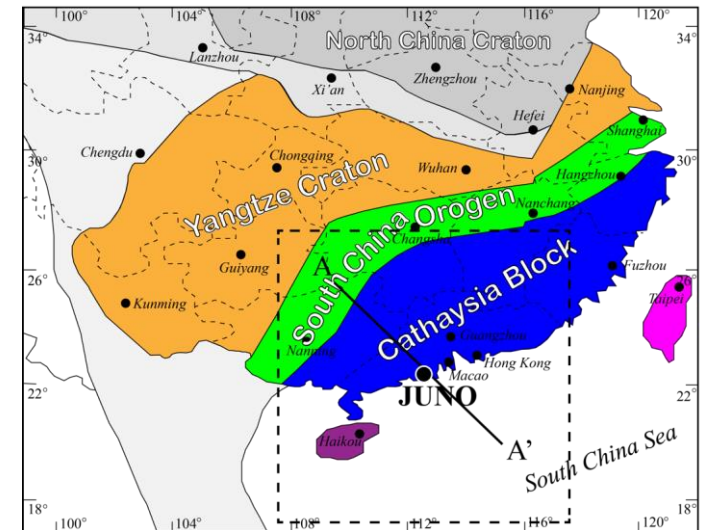 100° 104° 108° 112° 116° 120°
34° 34°
North China Craton
Lanzhou
Zhengzhou
Xi'an
Nanjing
Hefei
Shanghai
30° 30°
Chengdu
Chongqing
Wuhan
Hangzhou
Yangtze Craton
South China Orogen
Nanchang
Changsha
Guiyang
Cathaysia Block
Fuzhou
26° 26°
A
Taipei
Kunming
Guangzhou
Nanning
Hong Kong
Macao
22° 22°
JUNO
Haikou
A'
South China Sea
18° 18°
100° 104° 108° 112° 116° 120°